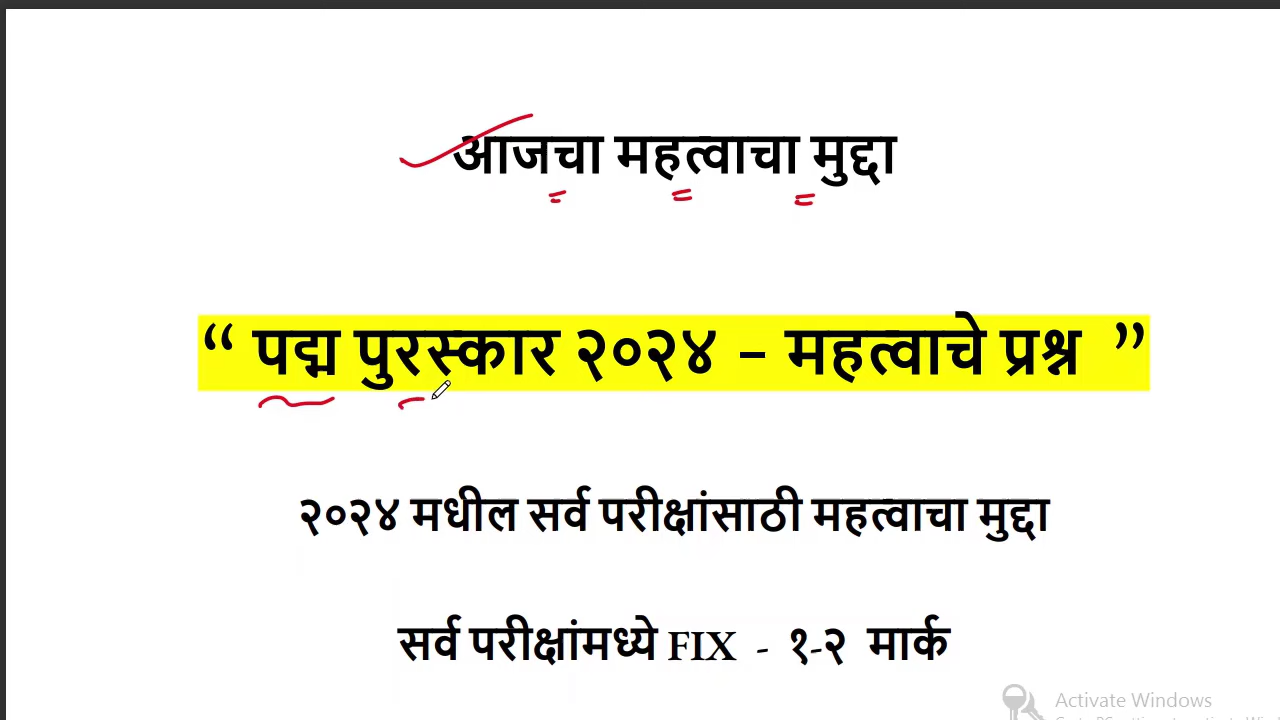 आजचा महत्वाचा मुद्दा
“ पद्म पुरस्कार २०२४ – महत्वाचे प्रश्न ”
२०२४ मधील सर्व परीक्षांसाठी महत्वाचा मुद्दा
सर्व परीक्षांमध्ये FIX - १-२ मार्क
Activate Windows